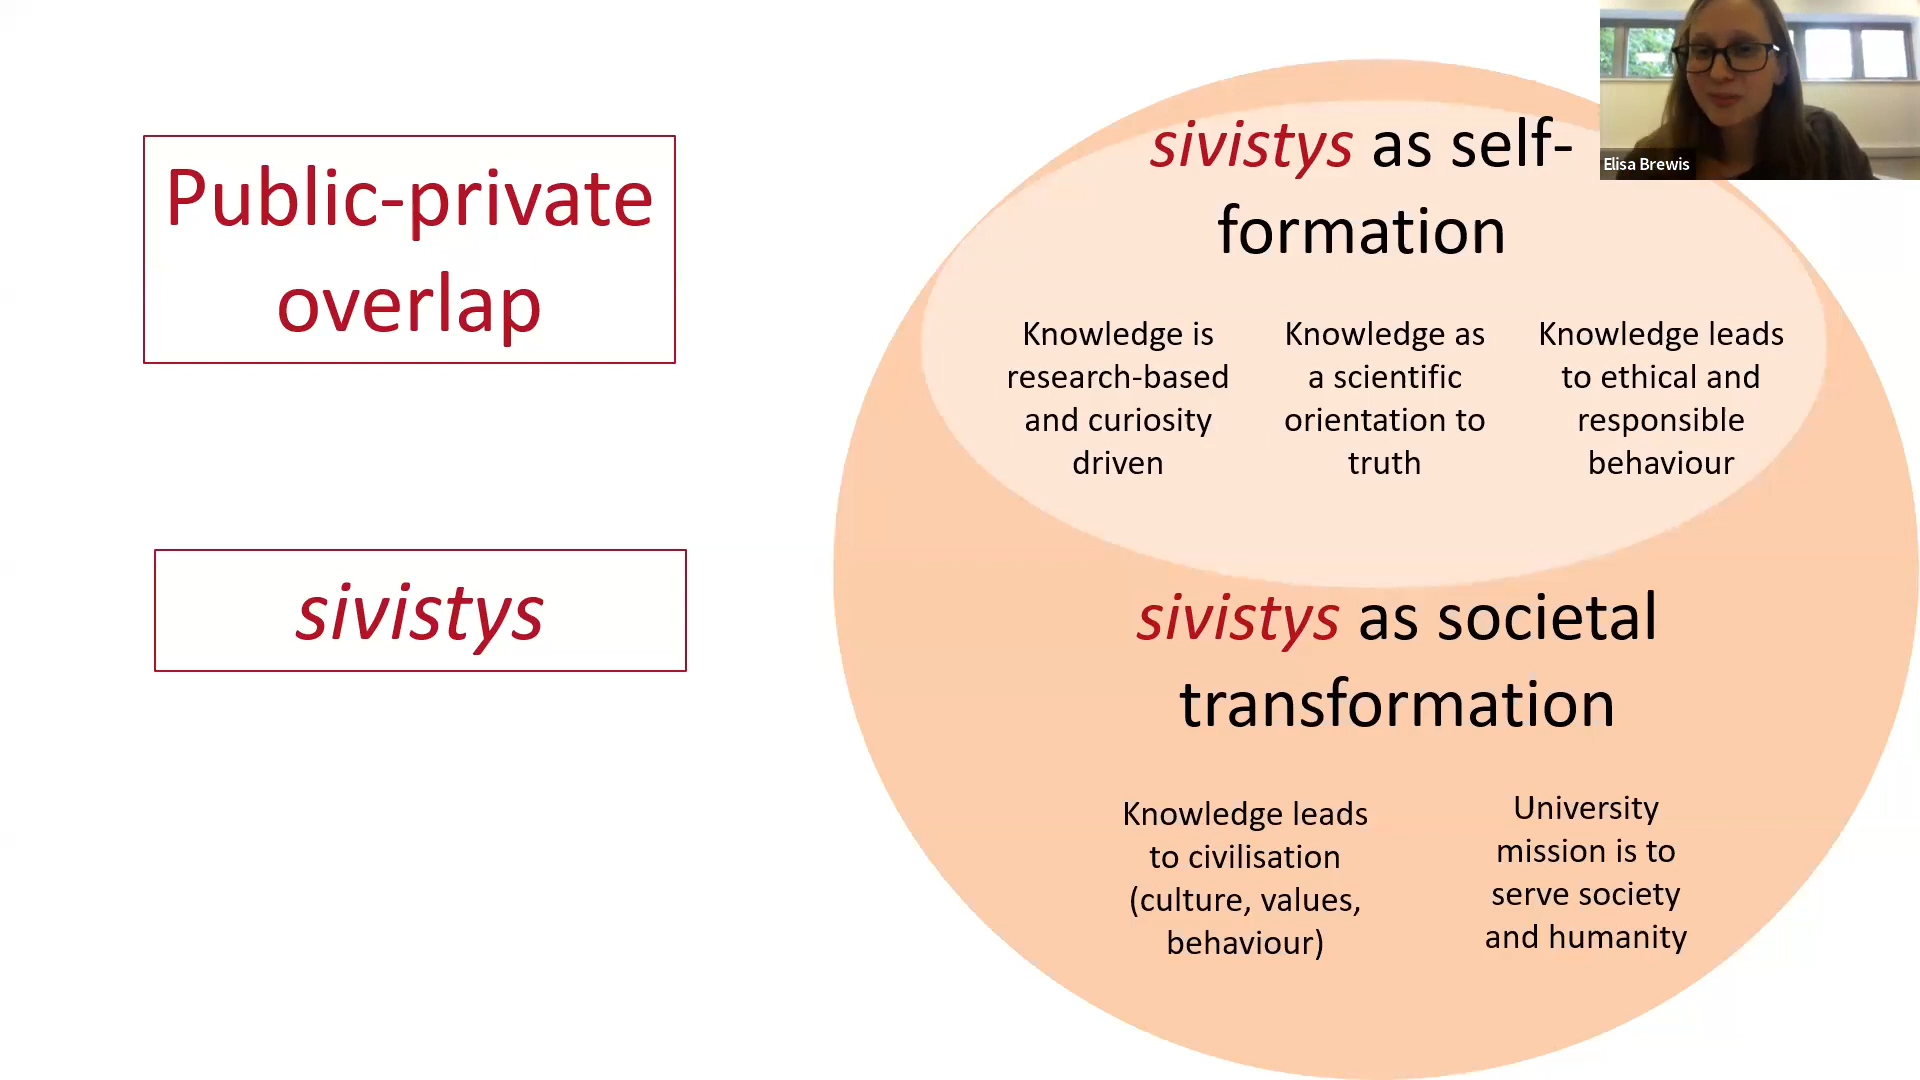 Public-private
overlap
sivistys
sivistys as self-
formation
Knowledge is
research-based
and curiosity
driven
Knowledge as
a scientific
orientation to
truth
Knowledge leads
to ethical and
responsible
behaviour
sivistys as societal
transformation
Knowledge leads
to civilisation
(culture, values,
behaviour)
University
mission is to
serve society
and humanity
Elisa Brewis